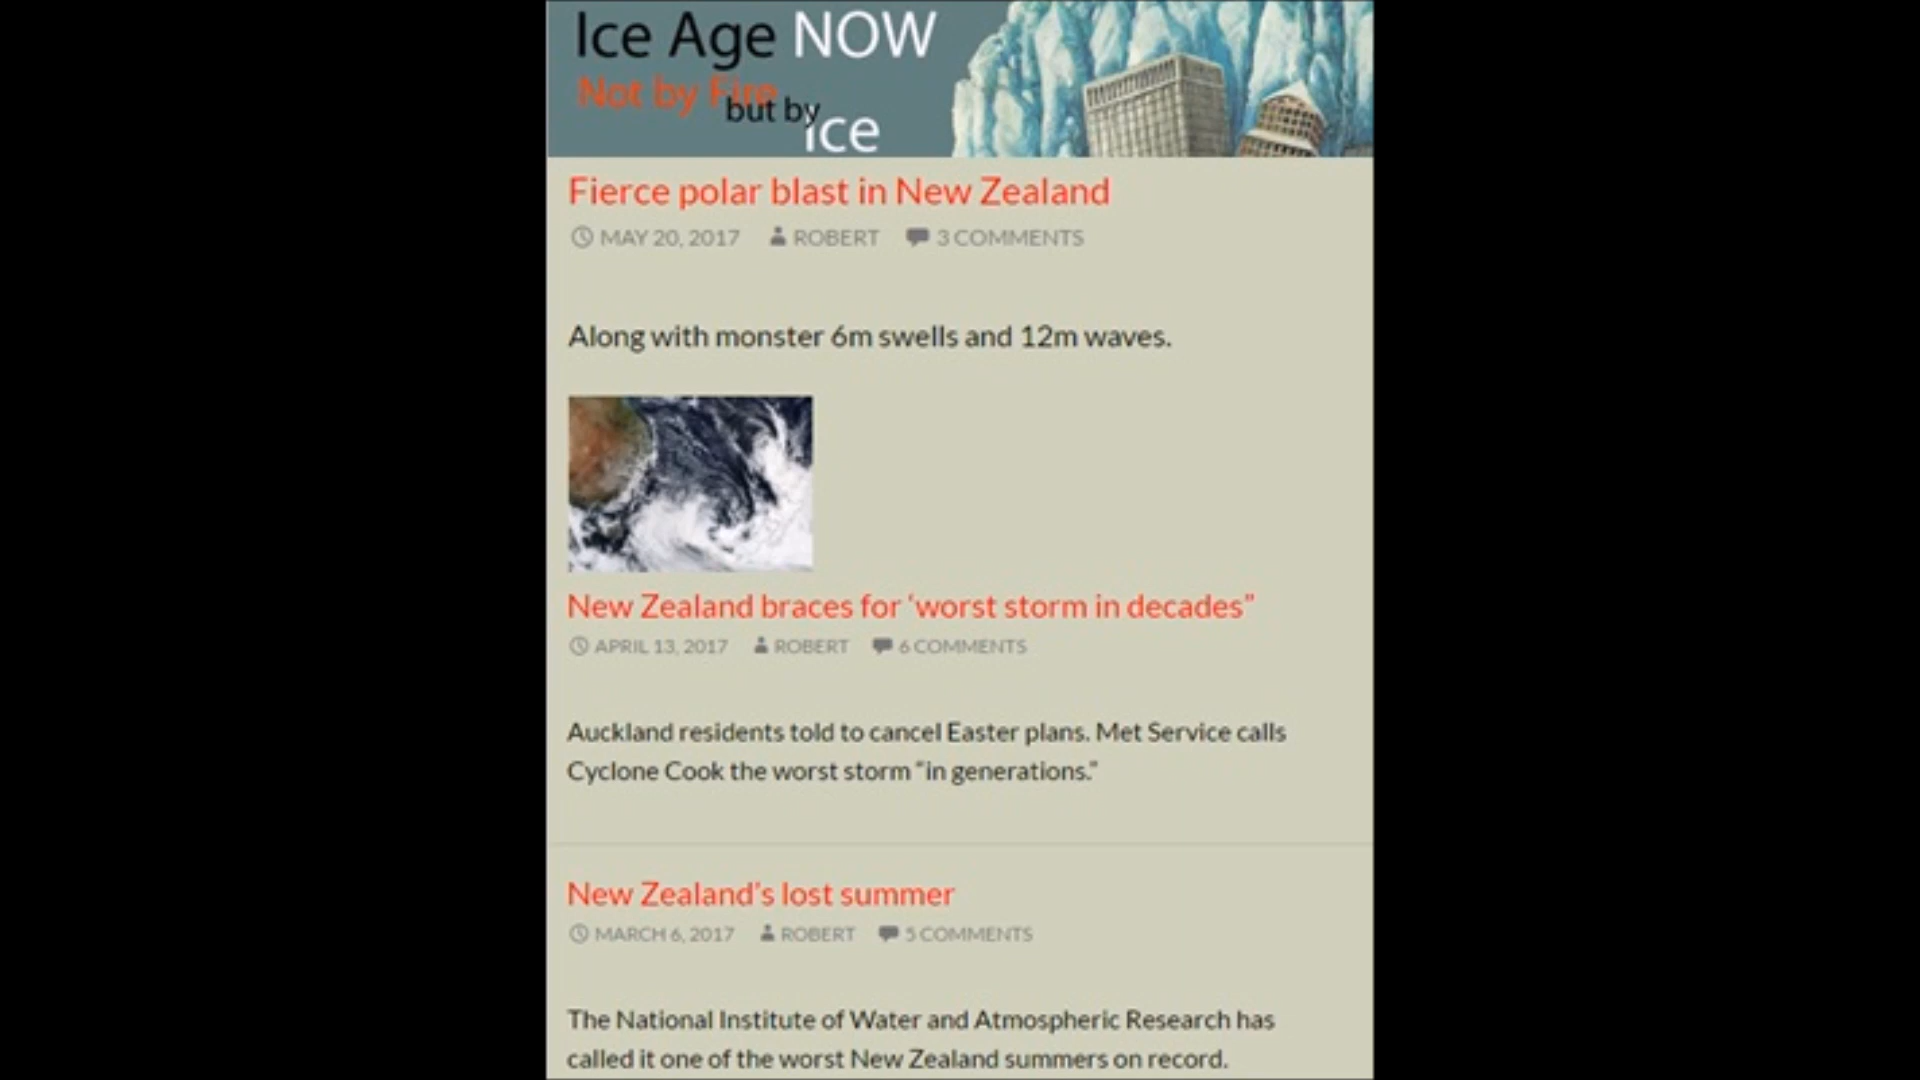 Ice Age NOW
Not by Fire
but by
ice
Fierce polar blast in New Zealand
MAY 20, 2017 ROBERT 3 COMMENTS
Along with monster 6m swells and 12m waves.
New Zealand braces for ‘worst storm in decades”
APRIL 13, 2017 ROBERT 6 COMMENTS
Auckland residents told to cancel Easter plans. Met Service calls
Cyclone Cook the worst storm “in generations.”
New Zealand’s lost summer
MARCH 6, 2017 ROBERT 5 COMMENTS
The National Institute of Water and Atmospheric Research has
called it one of the worst New Zealand summers on record.